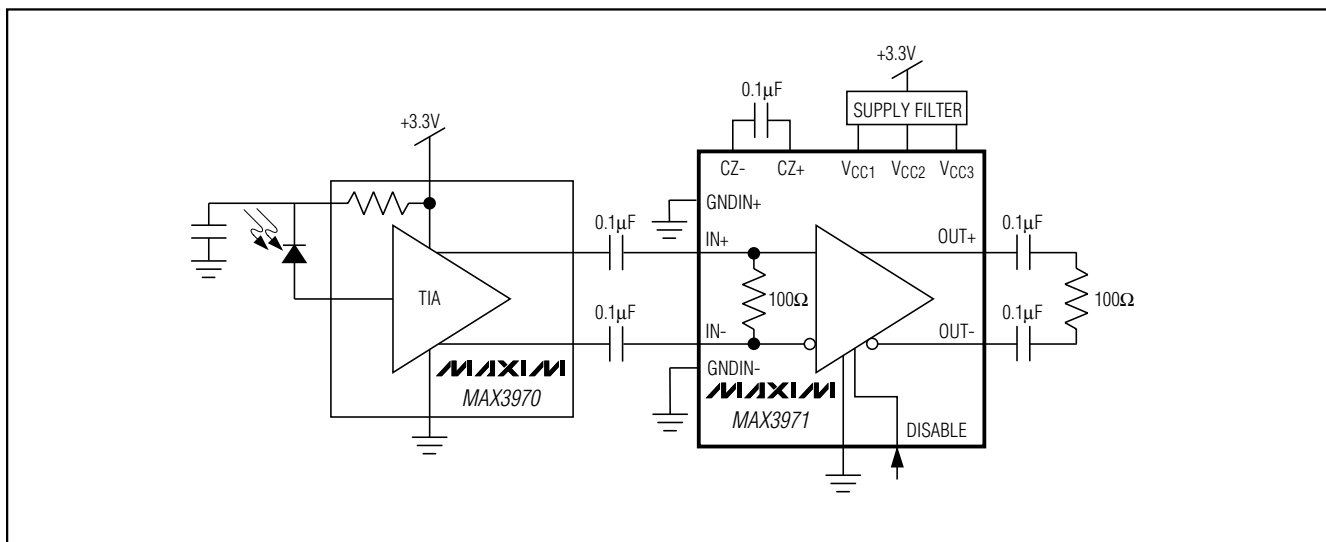 +3.3V
0.1μF
SUPPLY FILTER
+3.3V
CZ- CZ+ VCC1 VCC2 VCC3
GNDIN+
0.1μF
IN+
OUT+
0.1μF
TIA
100Ω
100Ω
0.1μF
IN-
OUT-
0.1μF
GNDIN-
MAXIM
MAX3970
MAXIM
MAX3971
DISABLE